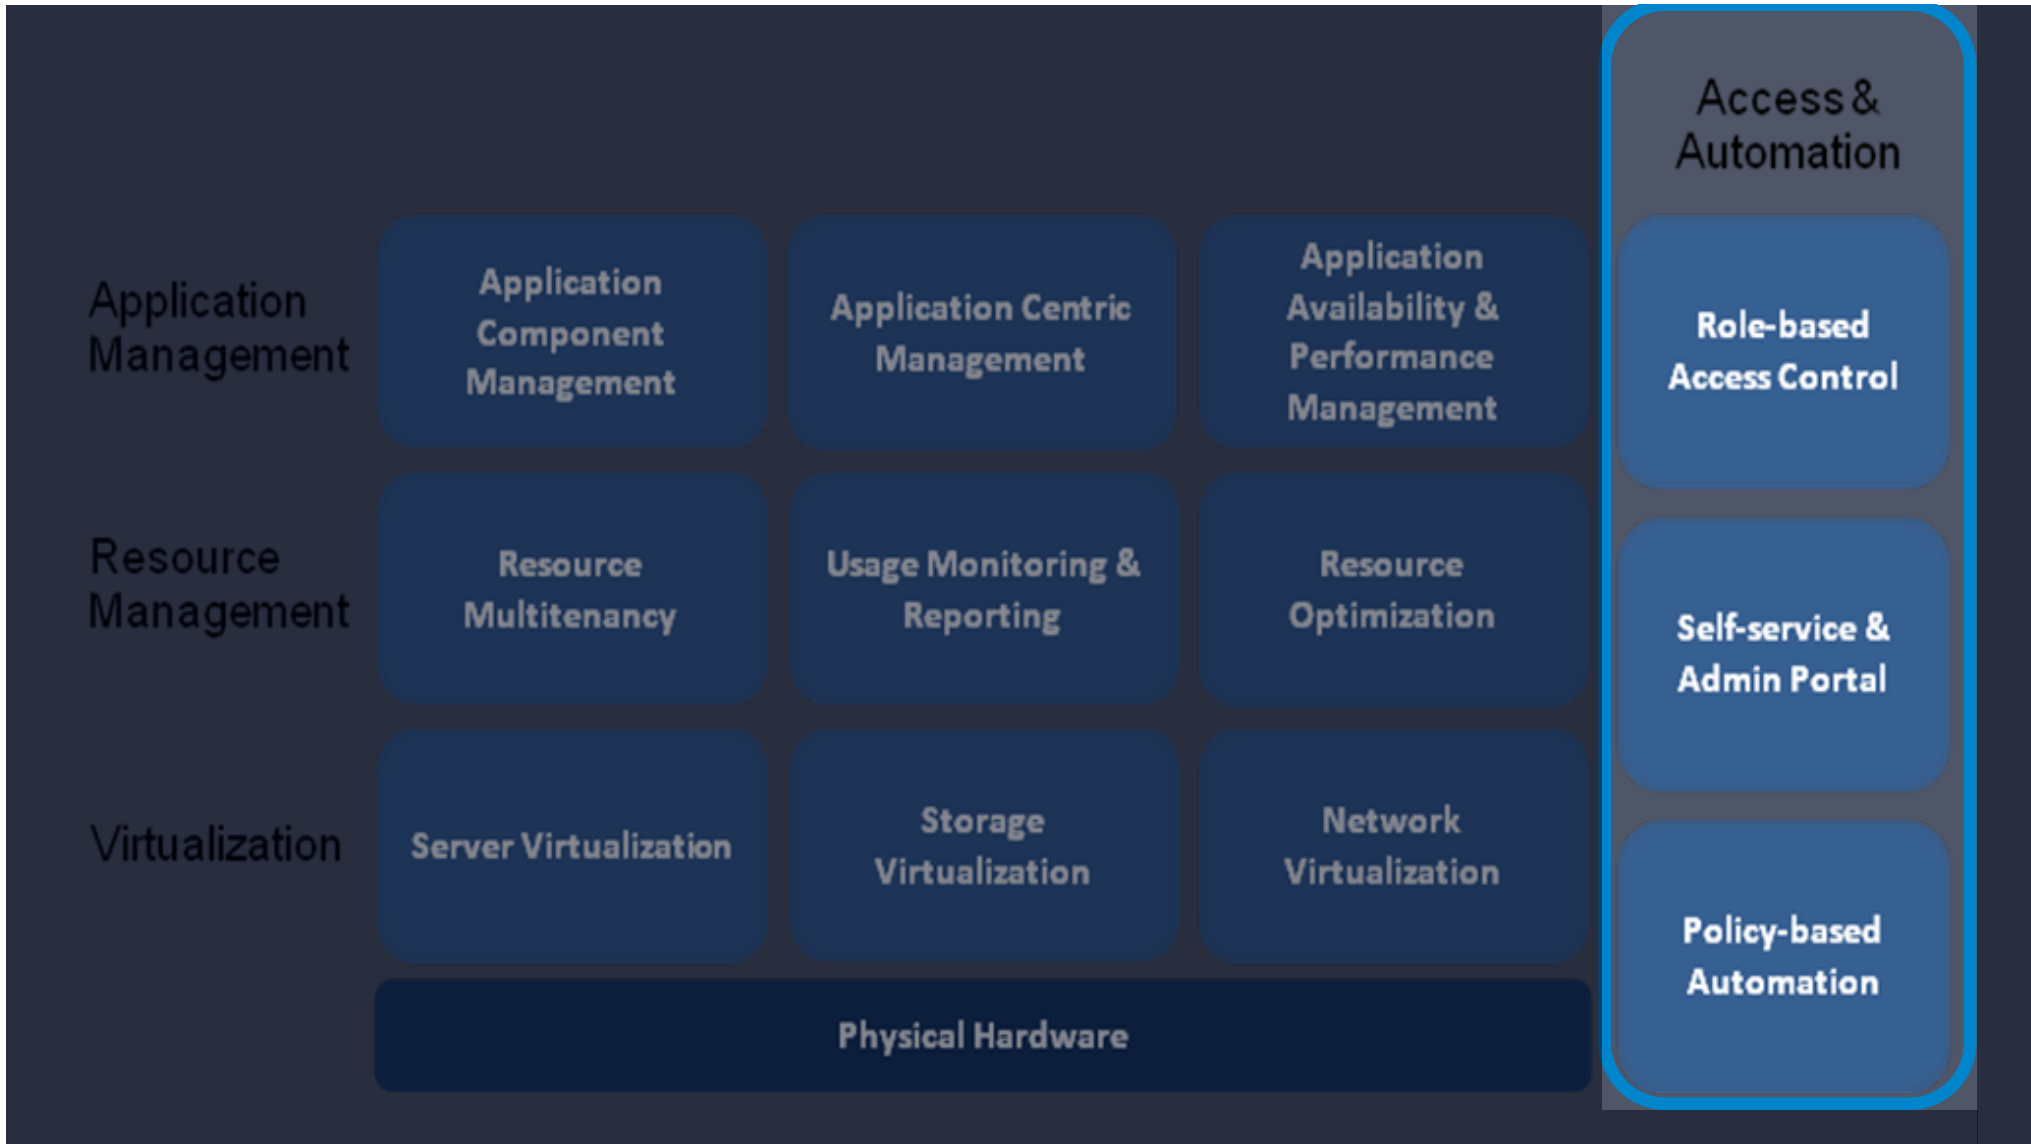 Access &
Automation
Application
Management
Application
Component
Management
Application Centric
Management
Application
Availability &
Performance
Management
Role-based
Access Control
Resource
Management
Resource
Multitenancy
Usage Monitoring &
Reporting
Resource
Optimization
Self-service &
Admin Portal
Virtualization
Server Virtualization
Storage
Virtualization
Network
Virtualization
Policy-based
Automation
Physical Hardware